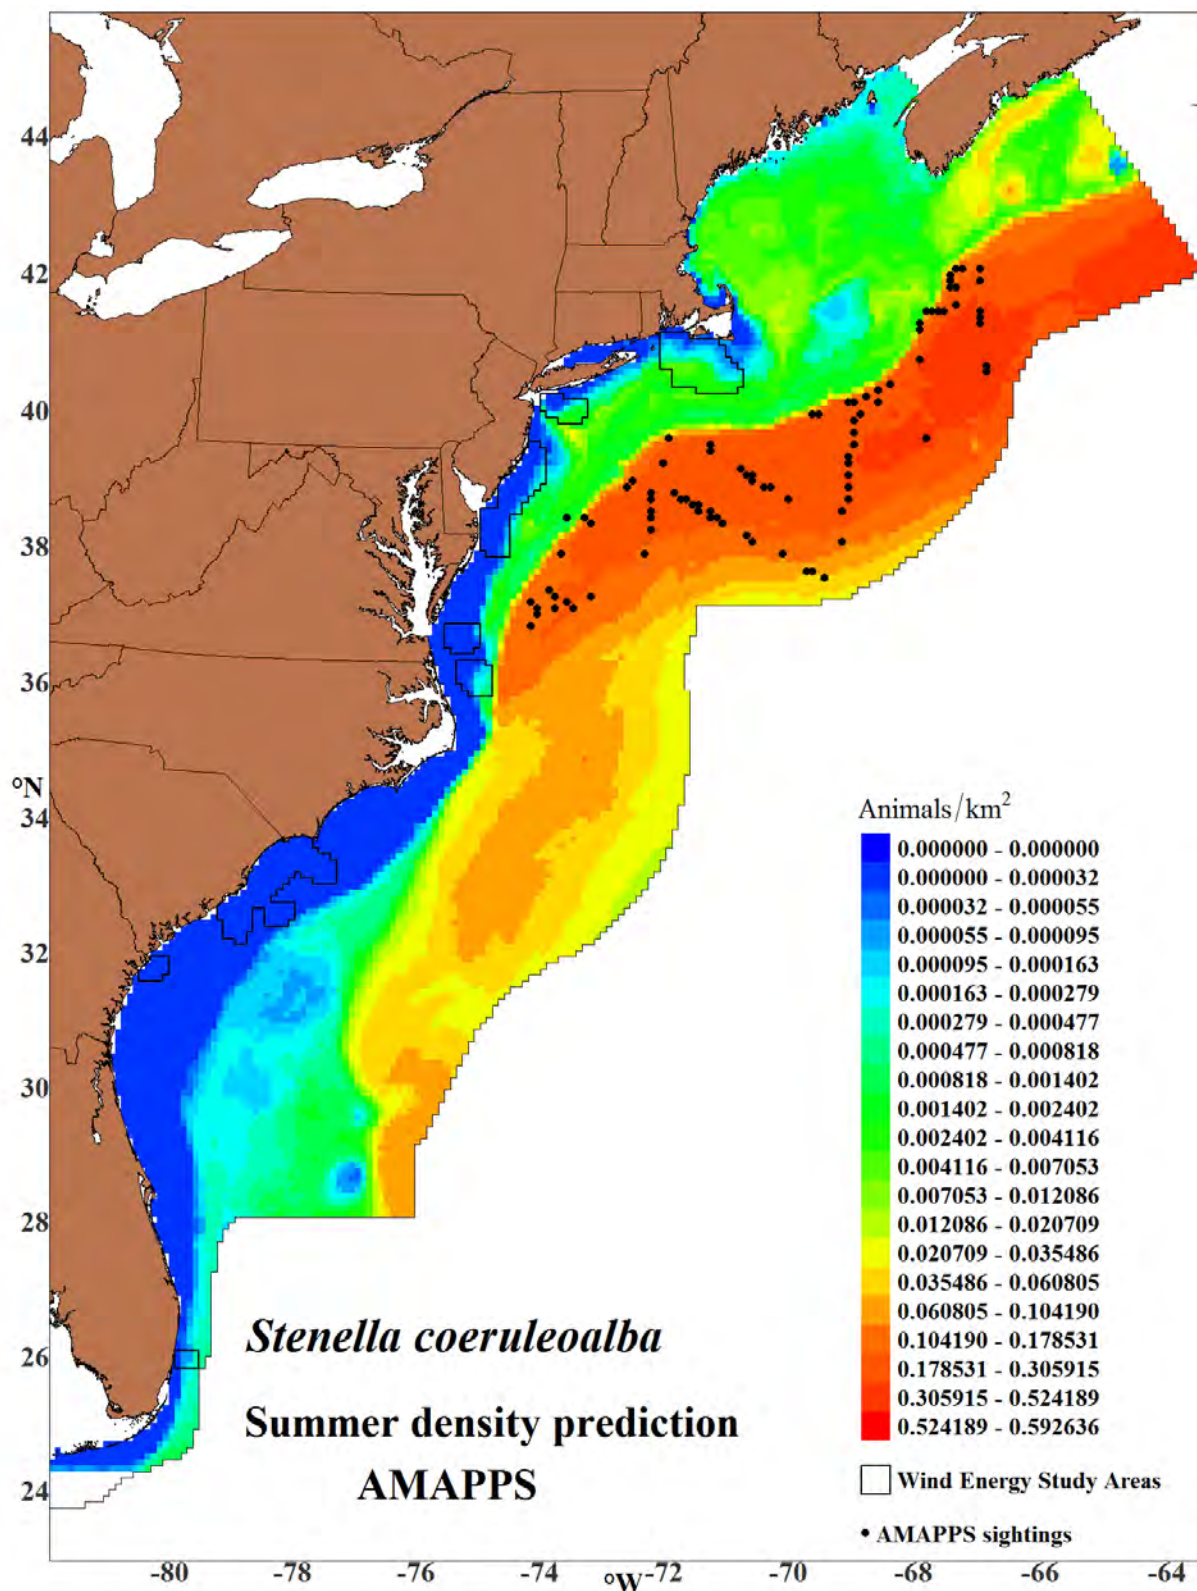 44
42
40
38
36
°N
34
32
30
28
26
24
Animals/km²
0.000000 - 0.000000
0.000000 - 0.000032
0.000032 - 0.000055
0.000055 - 0.000095
0.000095 - 0.000163
0.000163 - 0.000279
0.000279 - 0.000477
0.000477 - 0.000818
0.000818 - 0.001402
0.001402 - 0.002402
0.002402 - 0.004116
0.004116 - 0.007053
0.007053 - 0.012086
0.012086 - 0.020709
0.020709 - 0.035486
0.035486 - 0.060805
0.060805 - 0.104190
0.104190 - 0.178531
0.178531 - 0.305915
0.305915 - 0.524189
0.524189 - 0.592636
Wind Energy Study Areas
AMAPPS sightings
Stenella coeruleoalba
Summer density prediction
AMAPPS
-80 -78 -76 -74 -72 -70 -68 -66 -64
°W